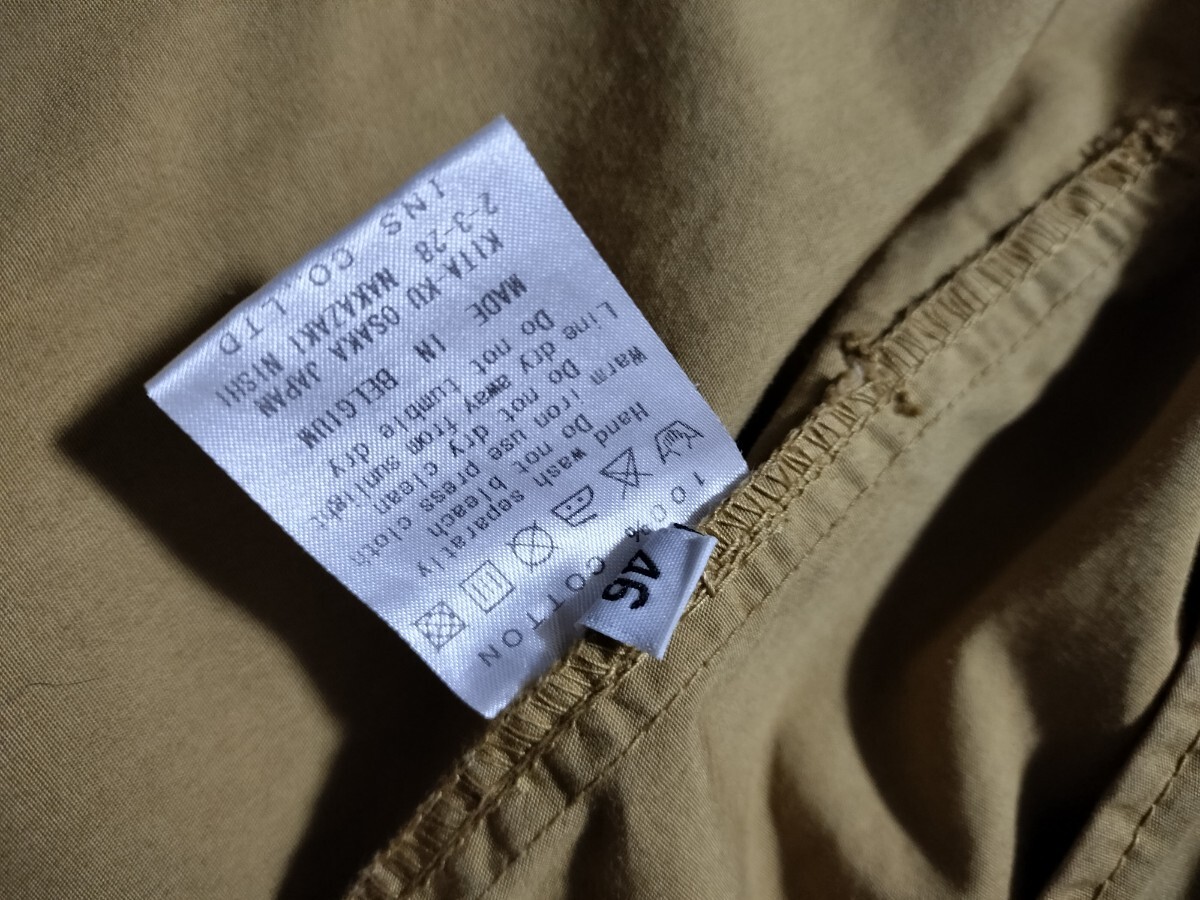 46
100% COTTON
Hand wash separatly
Do not bleach
Warm iron use press cloth
Do not dry clean
Line dry away from sunlight
Do not tumble dry
MADE IN BELGIUM
KITA-KU OSAKA JAPAN
2-3-28 NAKAZAKI NISHI
INS CO.,LTD